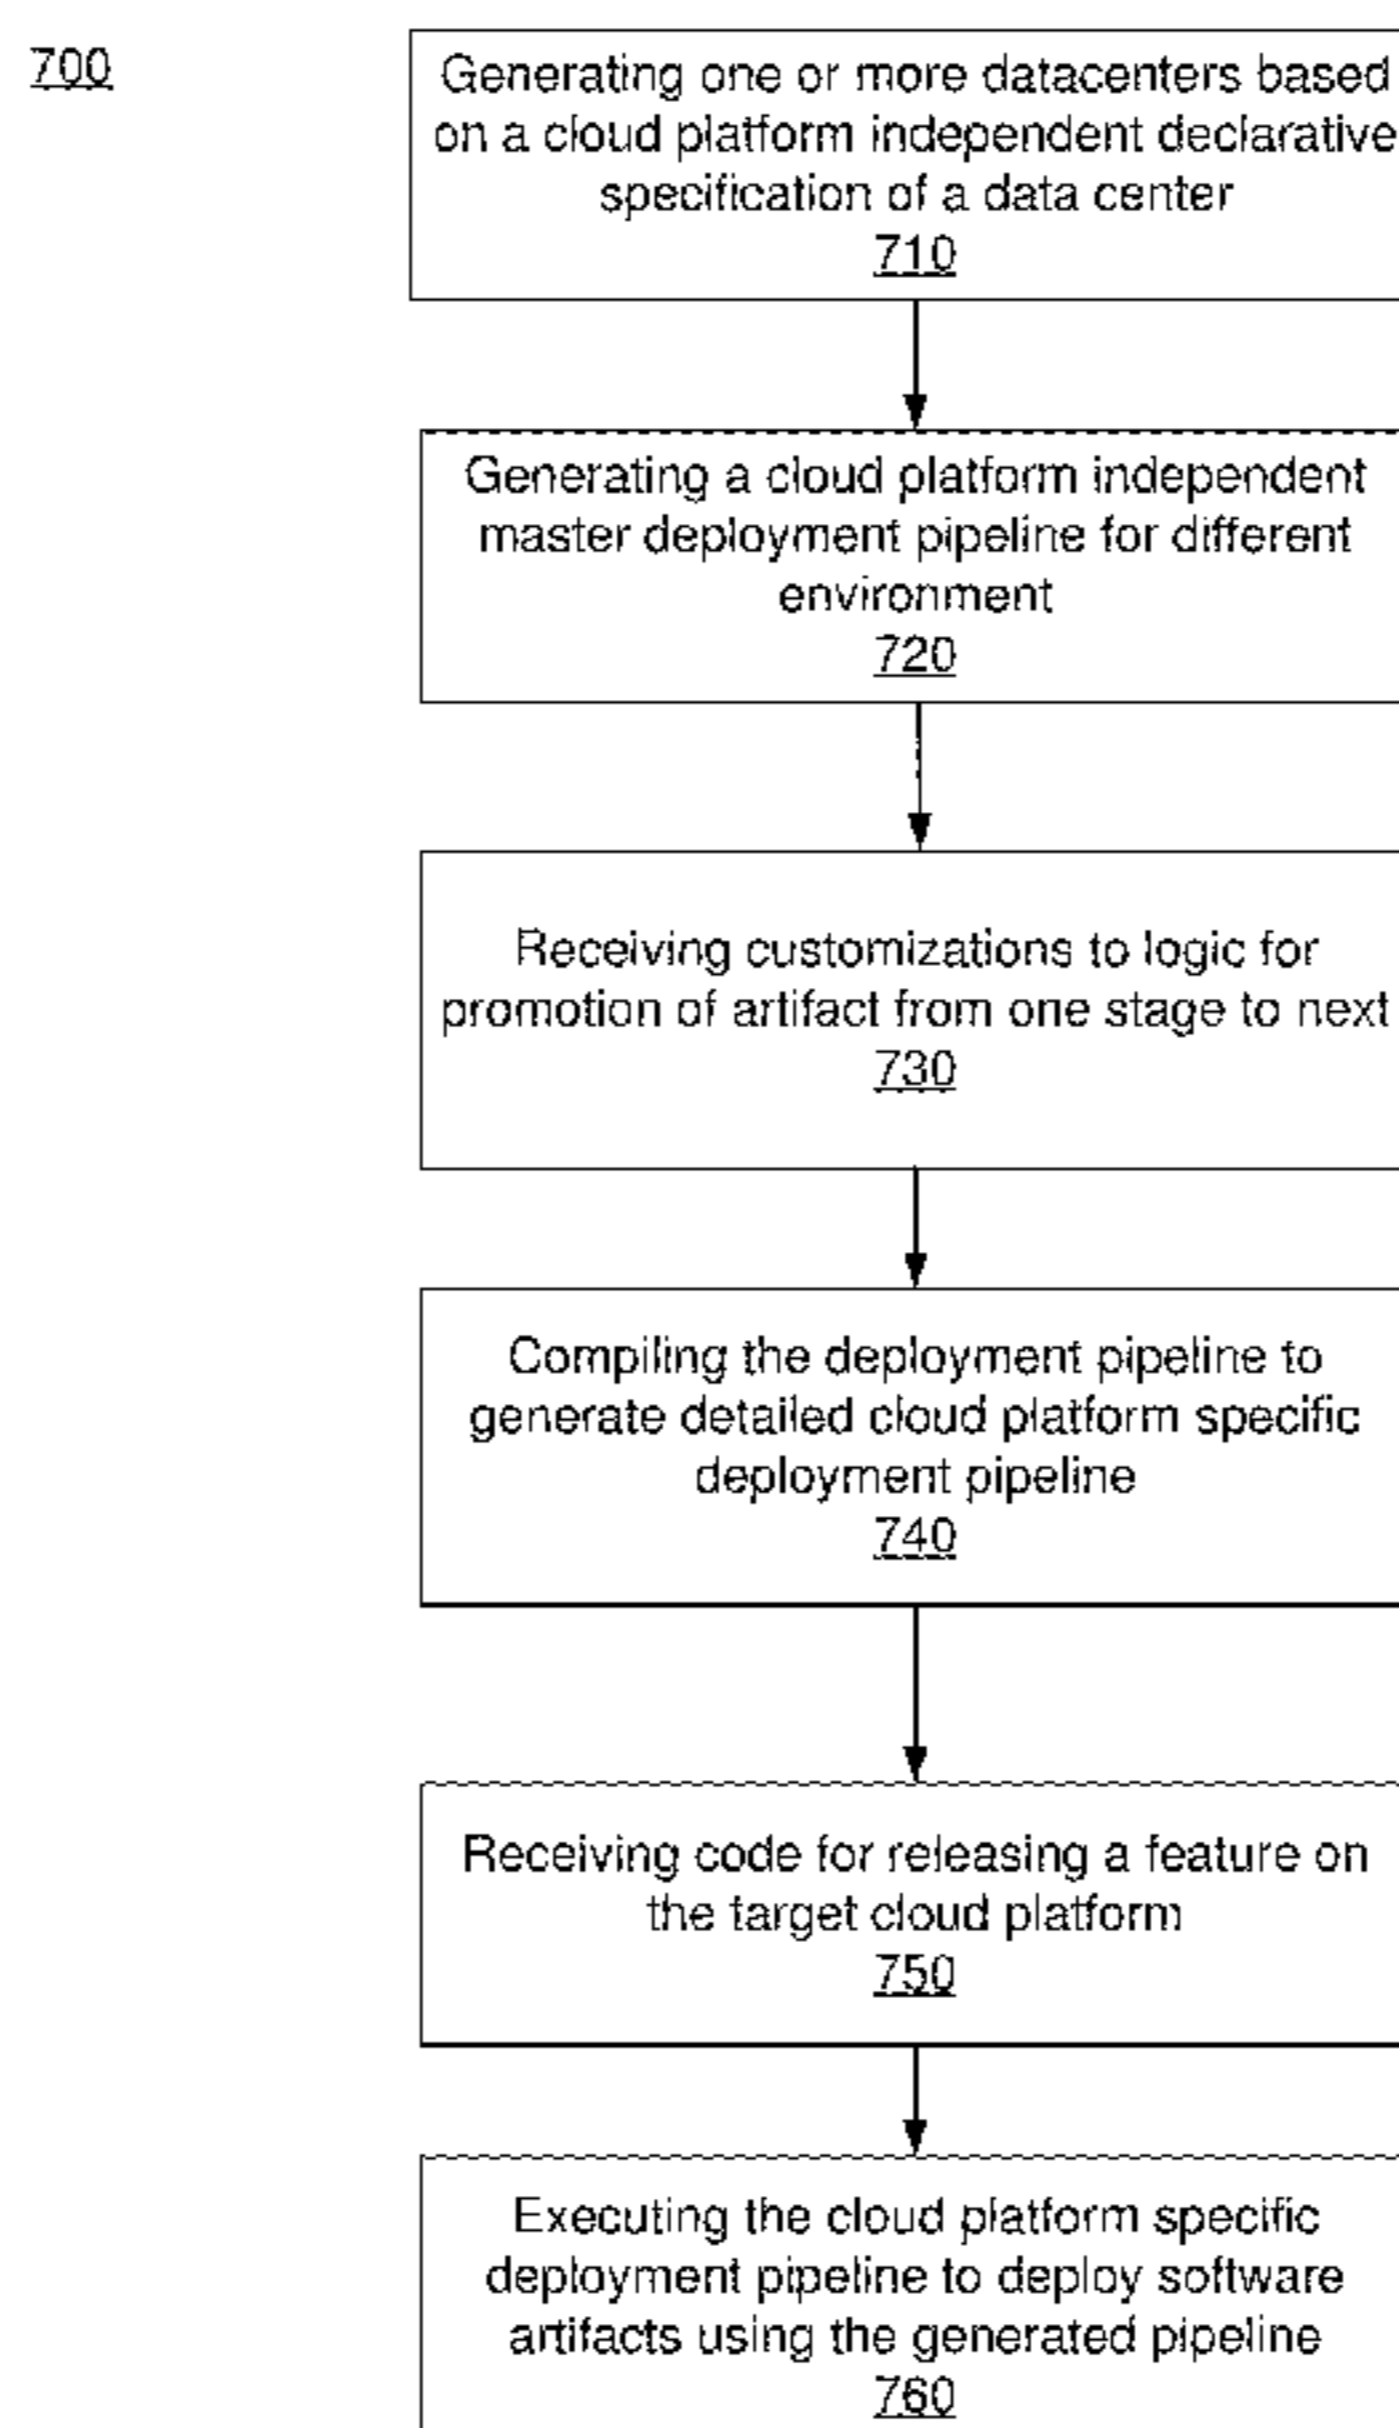 700
Generating one or more datacenters based
on a cloud platform independent declarative
specification of a data center
710
Generating a cloud platform independent
master deployment pipeline for different
environment
720
Receiving customizations to logic for
promotion of artifact from one stage to next
730
Compiling the deployment pipeline to
generate detailed cloud platform specific
deployment pipeline
740
Receiving code for releasing a feature on
the target cloud platform
750
Executing the cloud platform specific
deployment pipeline to deploy software
artifacts using the generated pipeline
760